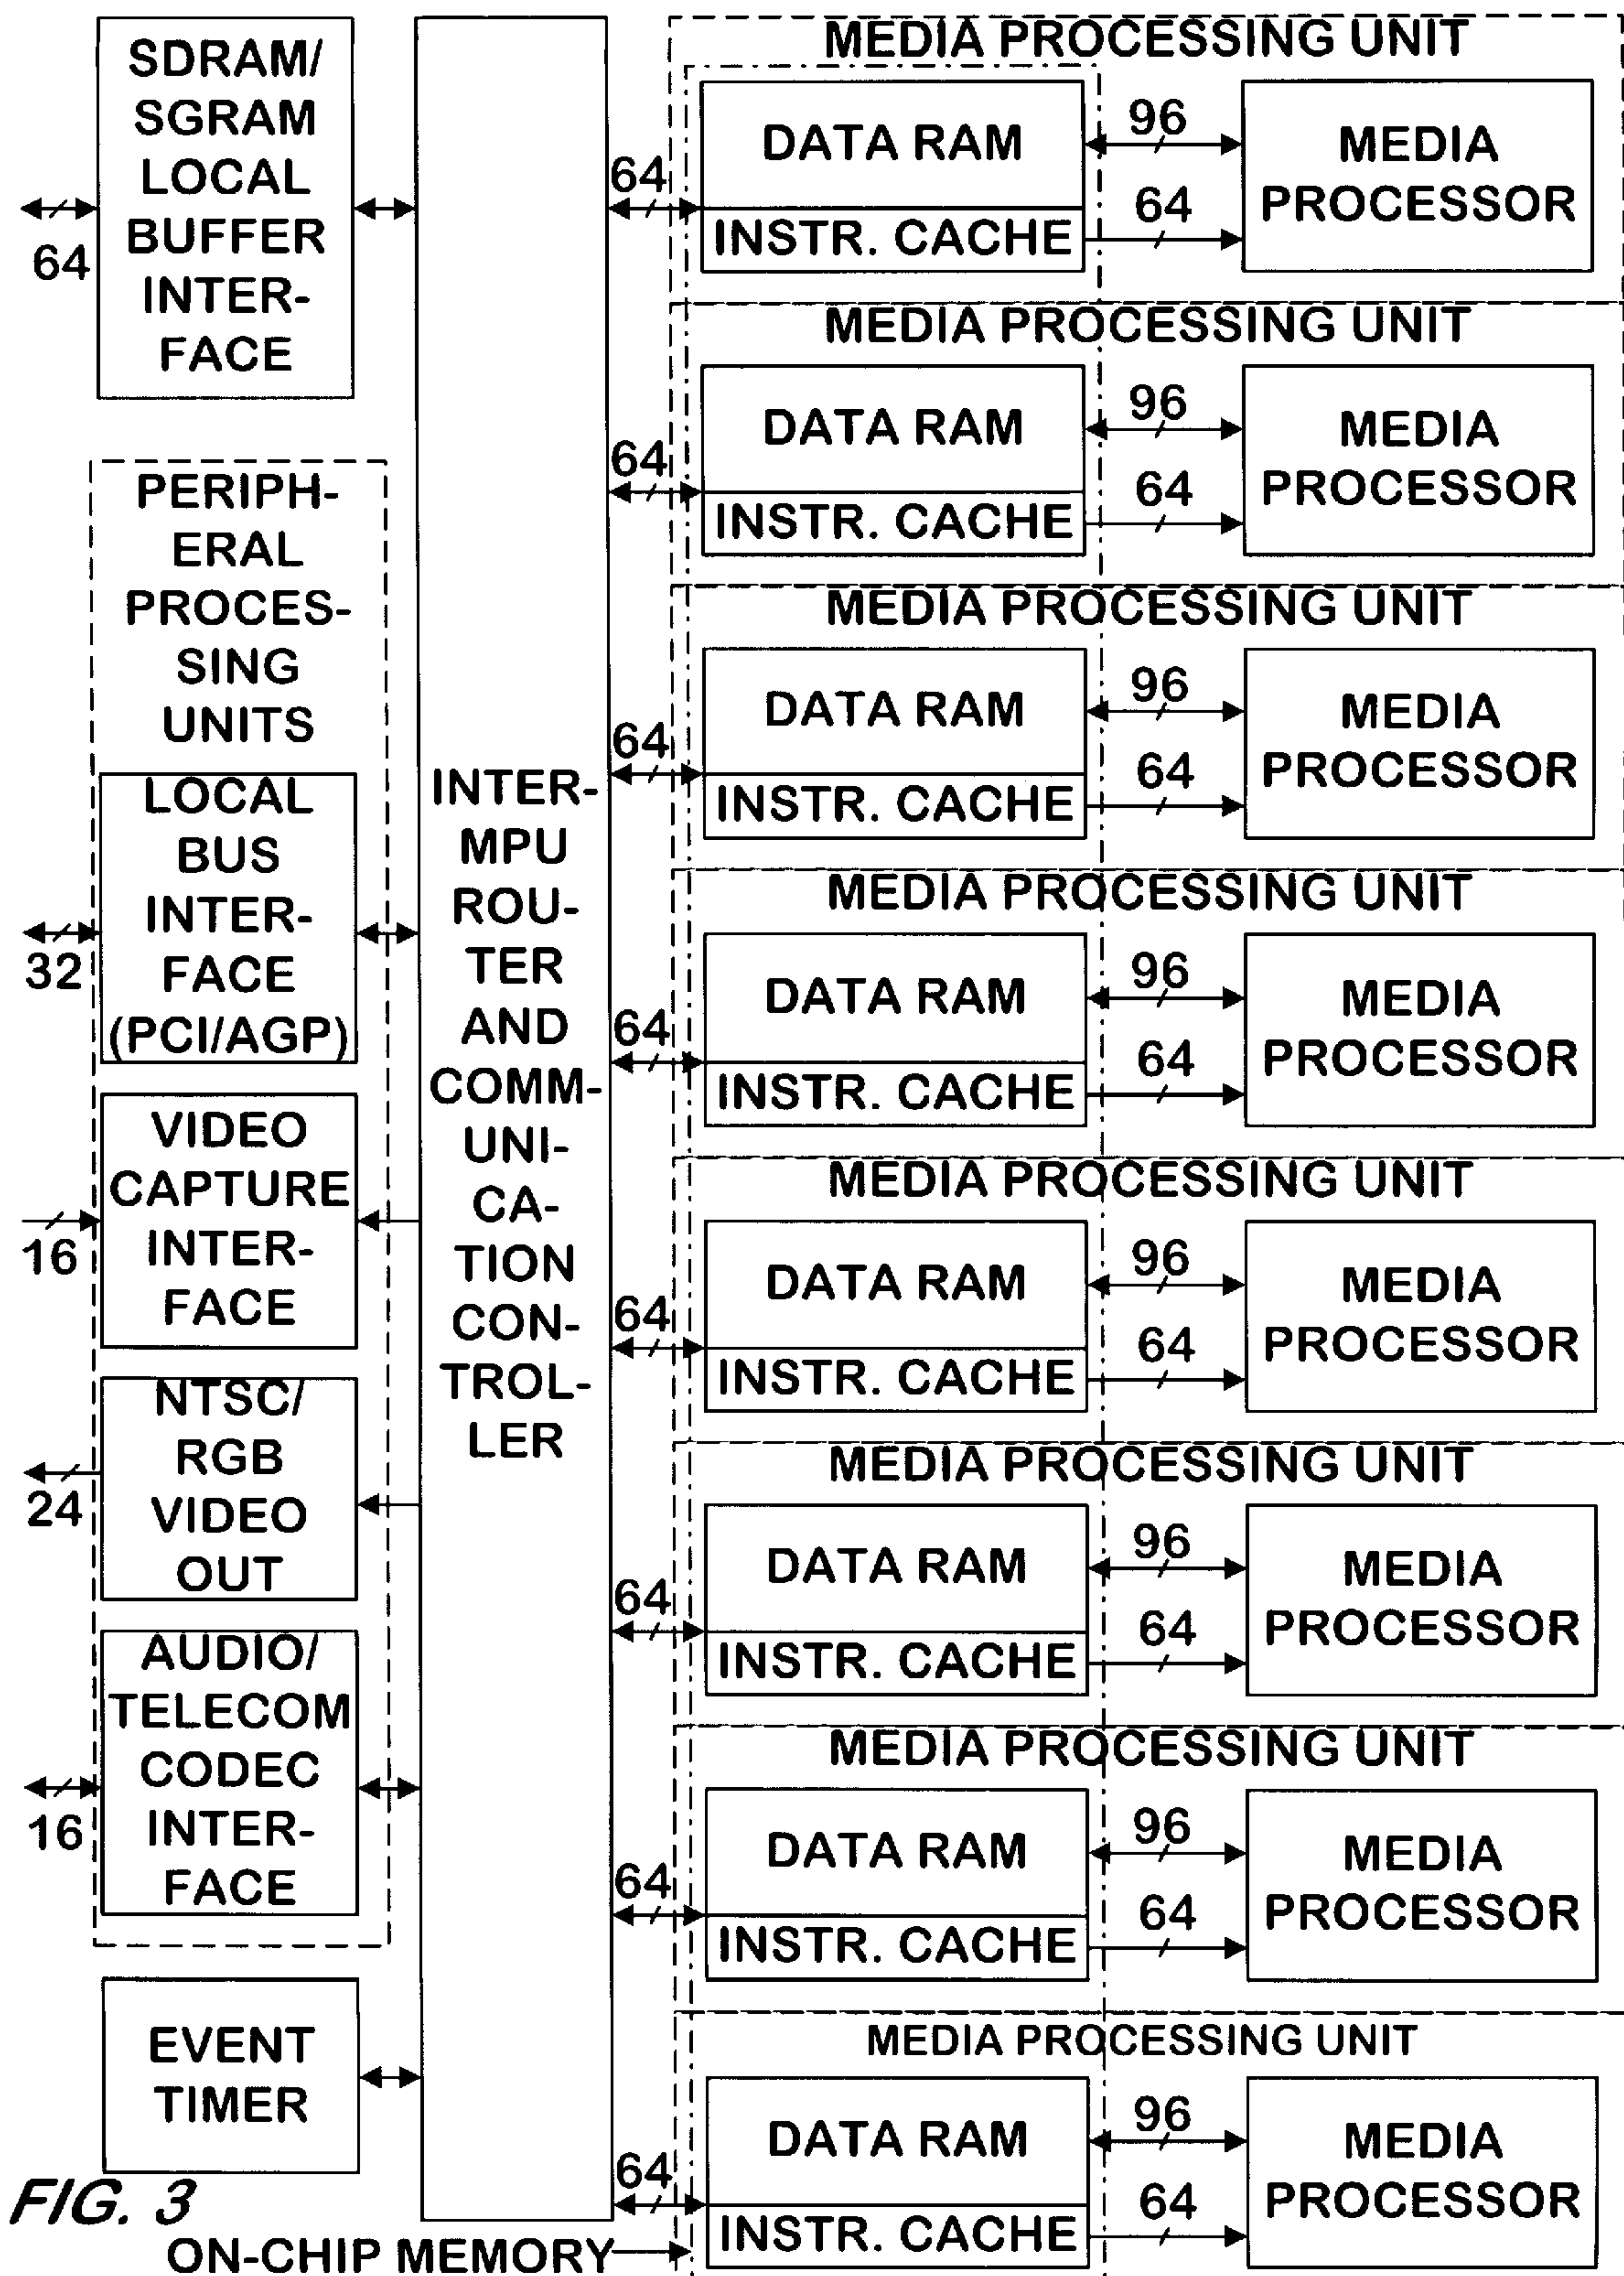 SDRAM/
SGRAM
LOCAL
BUFFER
INTER-
FACE
64
PERIPH-
ERAL
PROCES-
SING
UNITS
LOCAL
BUS
INTER-
FACE
(PCI/AGP)
32
VIDEO
CAPTURE
INTER-
FACE
16
NTSC/
RGB
VIDEO
OUT
24
AUDIO/
TELECOM
CODEC
INTER-
FACE
16
EVENT
TIMER
INTER-
MPU
ROU-
TER
AND
COMM-
UNI-
CA-
TION
CON-
TROL-
LER
MEDIA PROCESSING UNIT
64
DATA RAM
INSTR. CACHE
96
64
MEDIA
PROCESSOR
MEDIA PROCESSING UNIT
64
DATA RAM
INSTR. CACHE
96
64
MEDIA
PROCESSOR
MEDIA PROCESSING UNIT
64
DATA RAM
INSTR. CACHE
96
64
MEDIA
PROCESSOR
MEDIA PROCESSING UNIT
64
DATA RAM
INSTR. CACHE
96
64
MEDIA
PROCESSOR
MEDIA PROCESSING UNIT
64
DATA RAM
INSTR. CACHE
96
64
MEDIA
PROCESSOR
MEDIA PROCESSING UNIT
64
DATA RAM
INSTR. CACHE
96
64
MEDIA
PROCESSOR
MEDIA PROCESSING UNIT
64
DATA RAM
INSTR. CACHE
96
64
MEDIA
PROCESSOR
MEDIA PROCESSING UNIT
64
DATA RAM
INSTR. CACHE
96
64
MEDIA
PROCESSOR
FIG. 3
ON-CHIP MEMORY